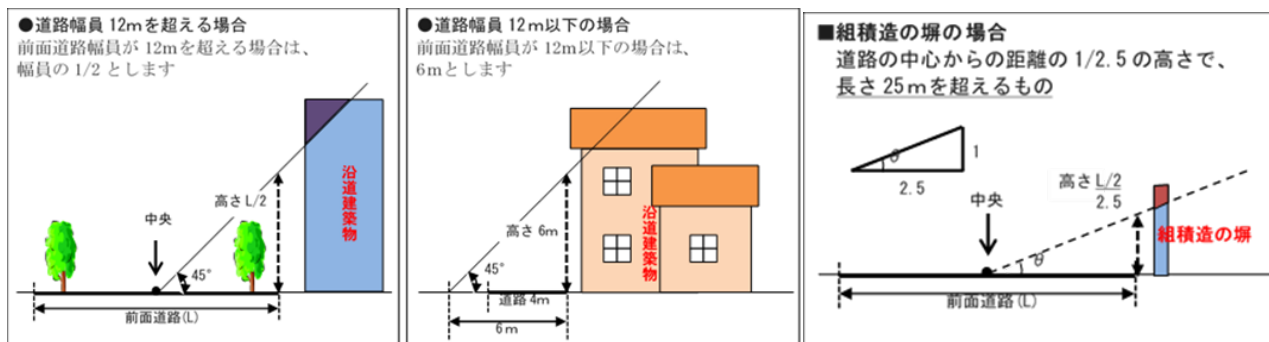 ●道路幅員 12mを超える場合
前面道路幅員が 12mを超える場合は、
幅員の 1/2 とします
沿道建築物
高さ L/2
中央
45°
前面道路(L)
●道路幅員 12m以下の場合
前面道路幅員が 12m以下の場合は、
6mとします
沿道建築物
高さ 6m
45°
道路 4m
6m
■組積造の塀の場合
道路の中心からの距離の 1/2.5 の高さで、
長さ 25mを超えるもの
θ
1
2.5
高さ L/2
2.5
中央
組積造の塀
θ
前面道路(L)